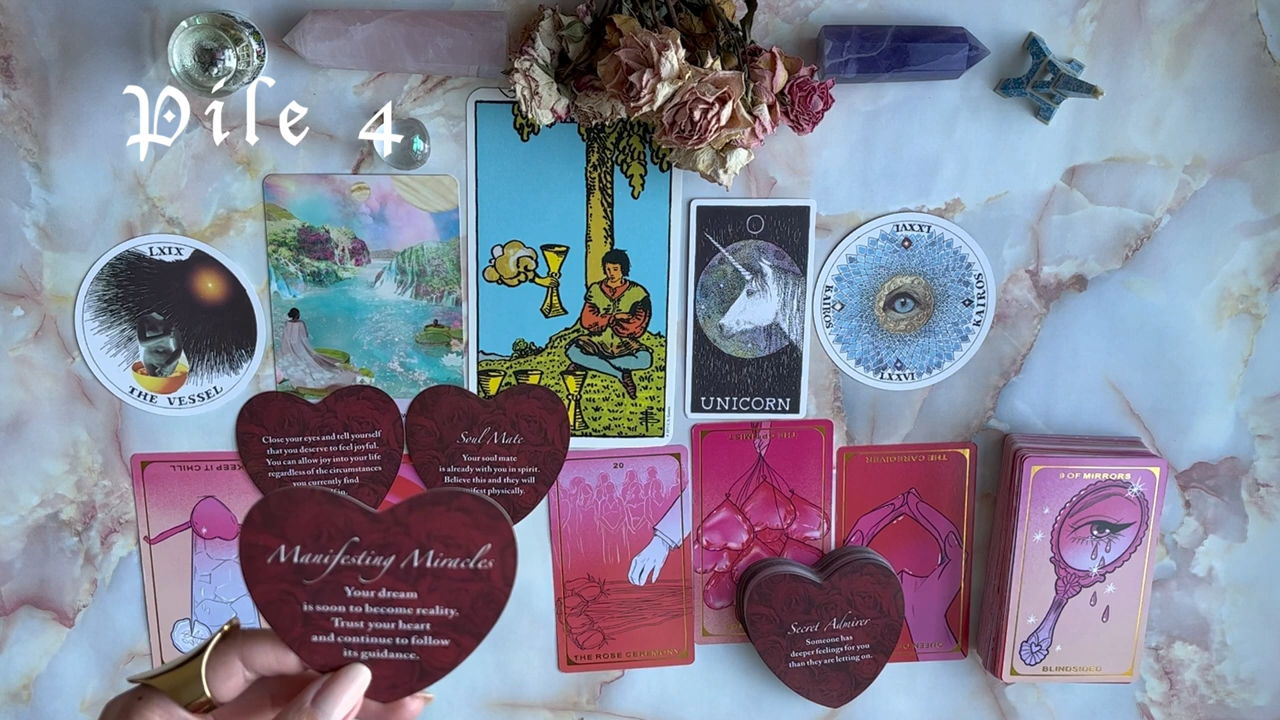 Pile 4
LXIX
THE VESSEL
UNICORN
LXXVI
KAIROS
KAIROS
LXXVI
Close your eyes and tell yourself
that you deserve to feel joyful.
You can allow joy into your life
regardless of the circumstances
you currently find
in.
Soul Mate
Your soul mate
is already with you in spirit.
Believe this and they will
manifest physically.
KEEP IT CHILL
Manifesting Miracles
Your dream
is soon to become reality.
Trust your heart
and continue to follow
its guidance.
20
THE ROSE CEREMONY
THE CAREGIVER
Secret Admirer
Someone has
deeper feelings for you
than they are letting on.
9 OF MIRRORS
BLINDSIDED